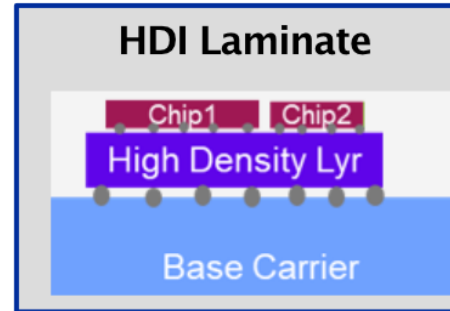 HDI Laminate
Chip1 Chip2
High Density Lyr
Base Carrier